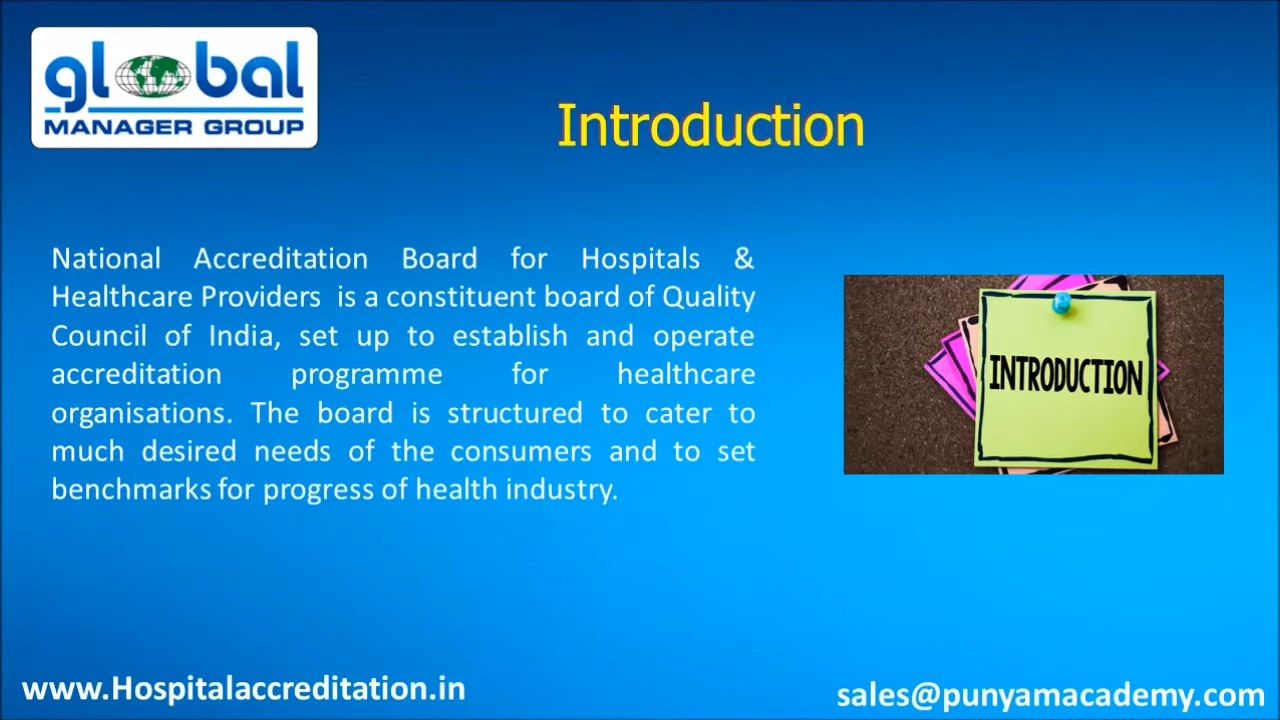 global
MANAGER GROUP
Introduction
National Accreditation Board for Hospitals &
Healthcare Providers is a constituent board of Quality
Council of India, set up to establish and operate
accreditation programme for healthcare
organisations. The board is structured to cater to
much desired needs of the consumers and to set
benchmarks for progress of health industry.
INTRODUCTION
www.Hospitalaccreditation.in
sales@punyamacademy.com